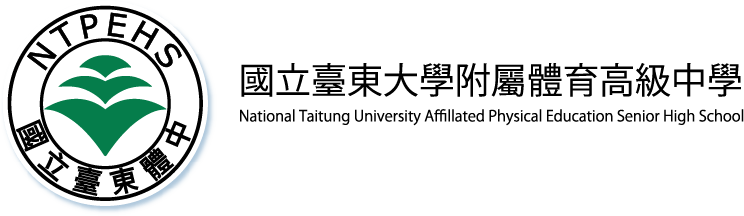 NTPEHS
國立臺東體中
國立臺東大學附屬體育高級中學
National Taitung University Affillated Physical Education Senior High School